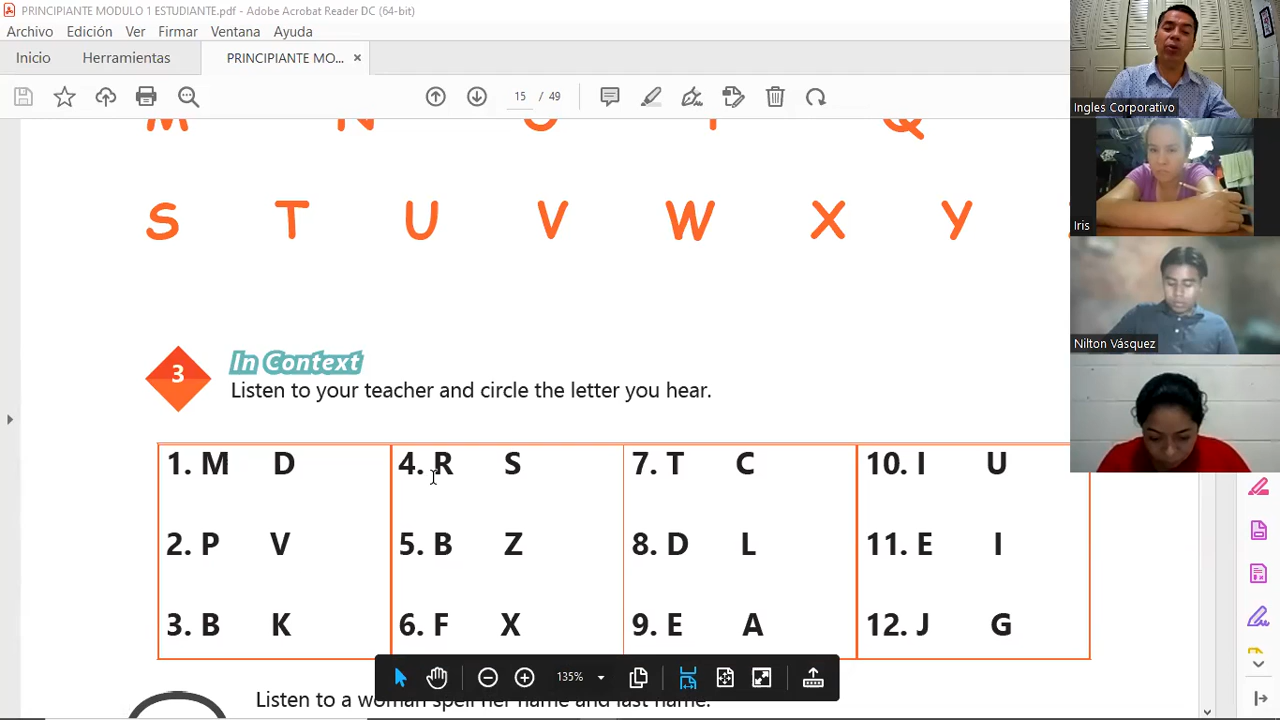 PRINCIPIANTE MODULO 1 ESTUDIANTE.pdf - Adobe Acrobat Reader DC (64-bit)
Archivo Edición Ver Firmar Ventana Ayuda
Inicio Herramientas PRINCIPIANTE MO... ×
15 / 49
M N O P Q
S T U V W X Y
3 In Context
Listen to your teacher and circle the letter you hear.
1. M D 4. R S 7. T C 10. I U
2. P V 5. B Z 8. D L 11. E I
3. B K 6. F X 9. E A 12. J G
135%
Listen to a woman spell her name and last name.
Ingles Corporativo
Iris
Nilton Vásquez